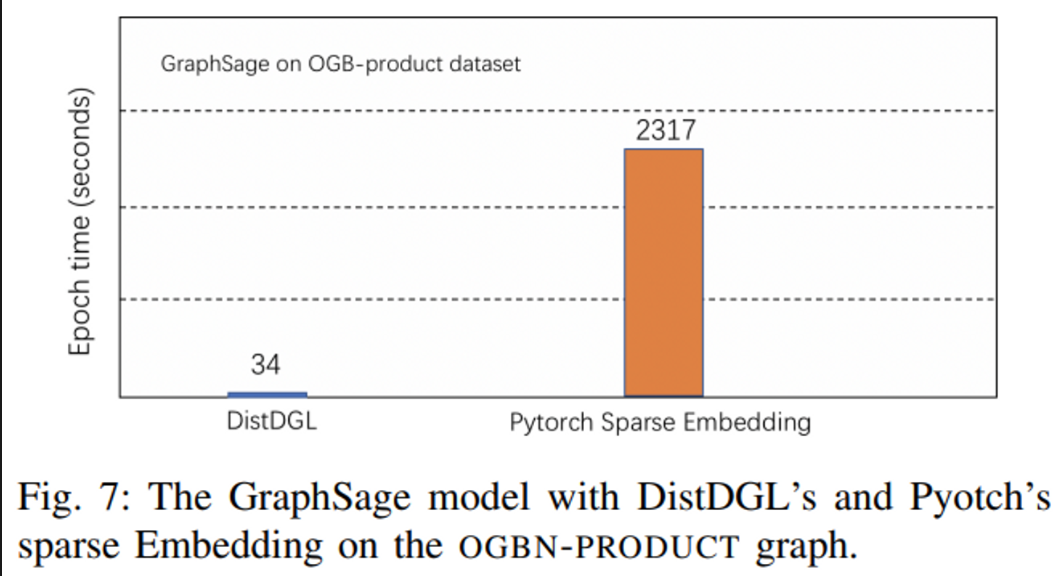 GraphSage on OGB-product dataset
Epoch time (seconds)
2317
34
DistDGL
Pytorch Sparse Embedding
Fig. 7: The GraphSage model with DistDGL's and Pyotch's
sparse Embedding on the OGBN-PRODUCT graph.